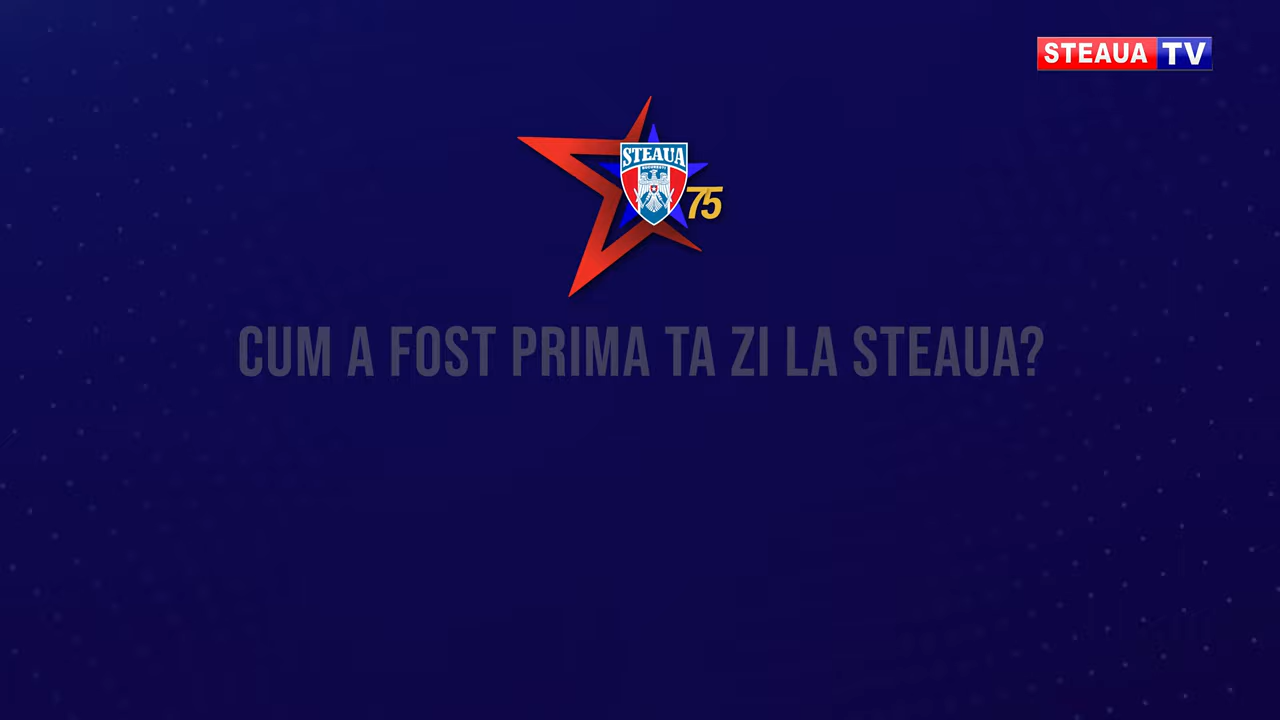 STEAUA TV
STEAUA
75
CUM A FOST PRIMA TA ZI LA STEAUA?